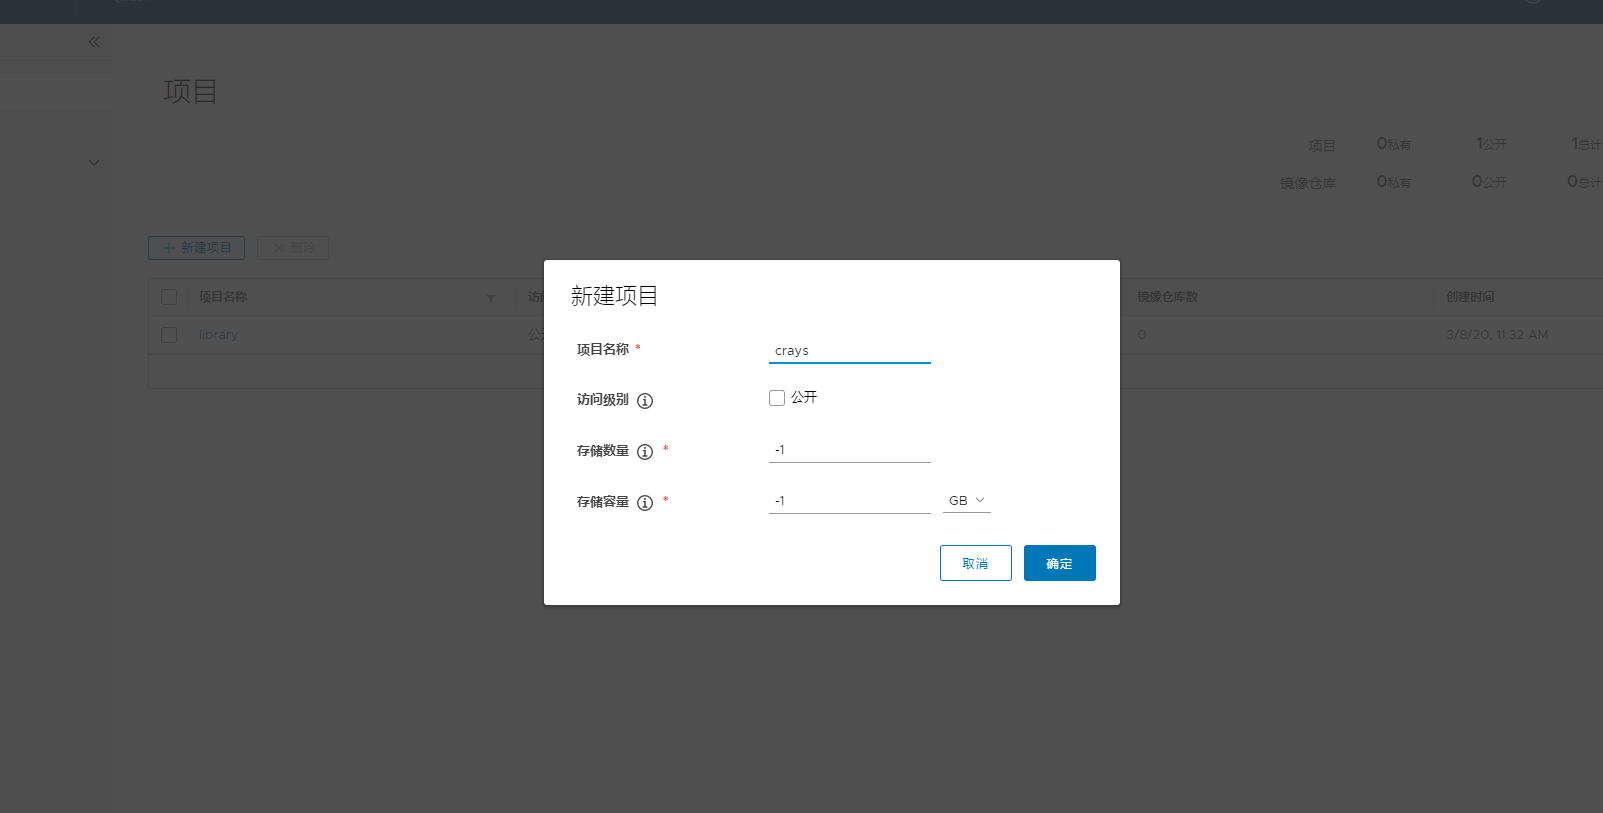 项目
项目 0私有 1公开 1总计
镜像仓库 0私有 0公开 0总计
新建项目 删除
项目名称 访 镜像仓库数 创建时间
library 公 0 3/8/20, 11:32 AM
新建项目
项目名称 *
crays
访问级别
公开
存储数量 *
-1
存储容量 *
-1 GB
取消 确定